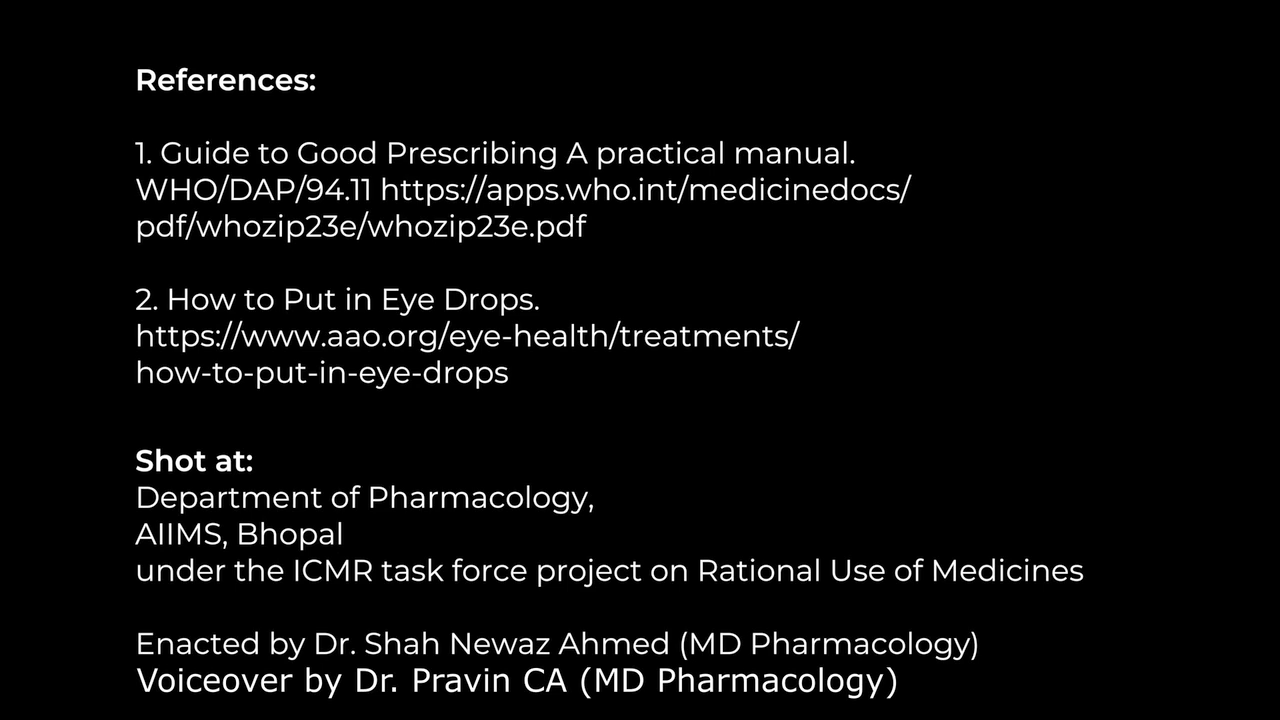 References:
1. Guide to Good Prescribing A practical manual.
WHO/DAP/94.11 https://apps.who.int/medicinedocs/
pdf/whozip23e/whozip23e.pdf
2. How to Put in Eye Drops.
https://www.aao.org/eye-health/treatments/
how-to-put-in-eye-drops
Shot at:
Department of Pharmacology,
AIIMS, Bhopal
under the ICMR task force project on Rational Use of Medicines
Enacted by Dr. Shah Newaz Ahmed (MD Pharmacology)
Voiceover by Dr. Pravin CA (MD Pharmacology)